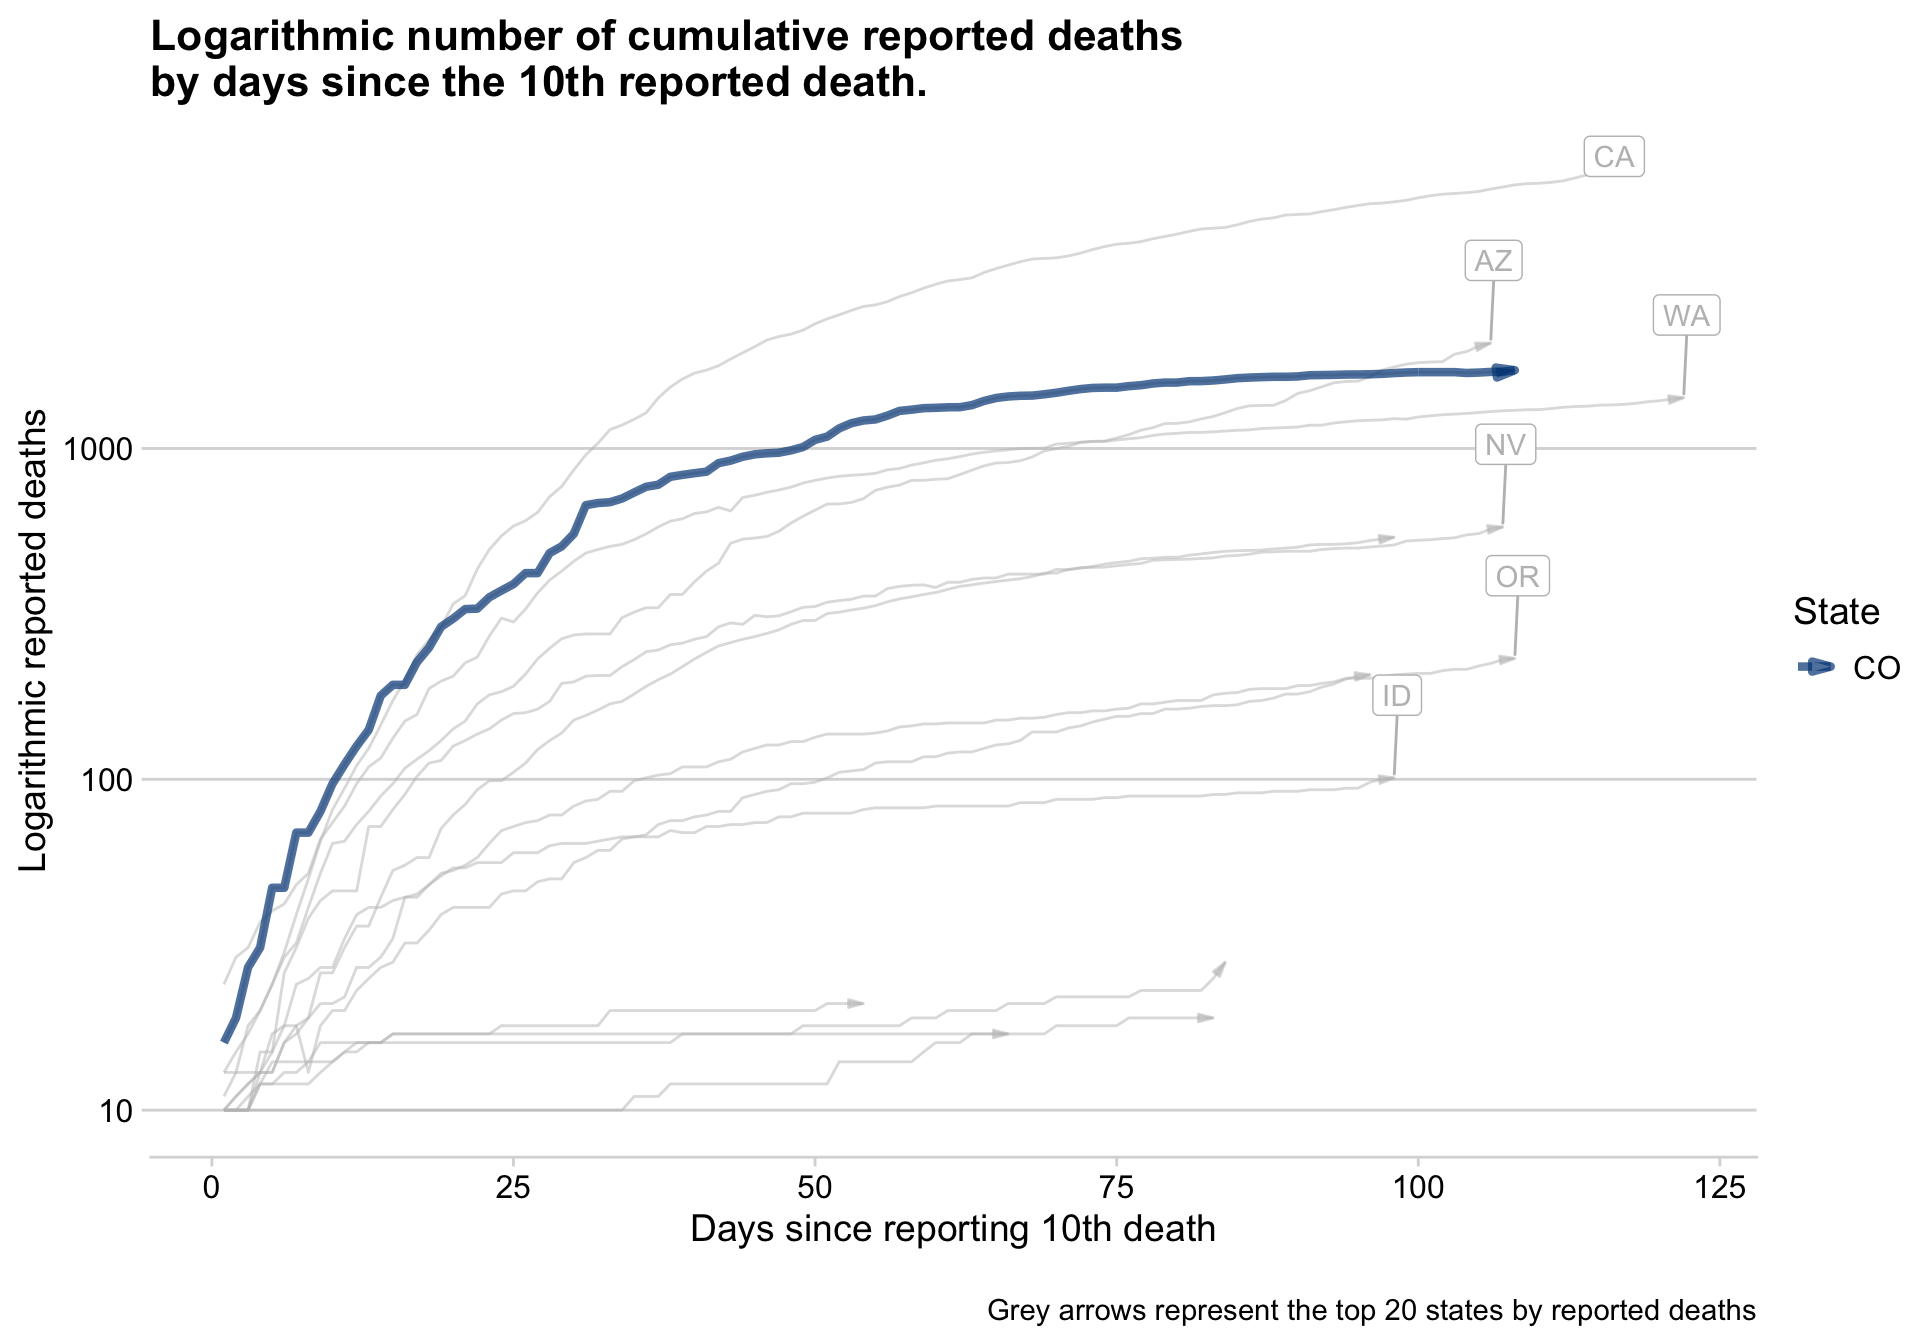 Logarithmic number of cumulative reported deaths
by days since the 10th reported death.
CA
AZ
WA
NV
OR
ID
Logarithmic reported deaths
1000
100
10
0 25 50 75 100 125
Days since reporting 10th death
State
CO
Grey arrows represent the top 20 states by reported deaths